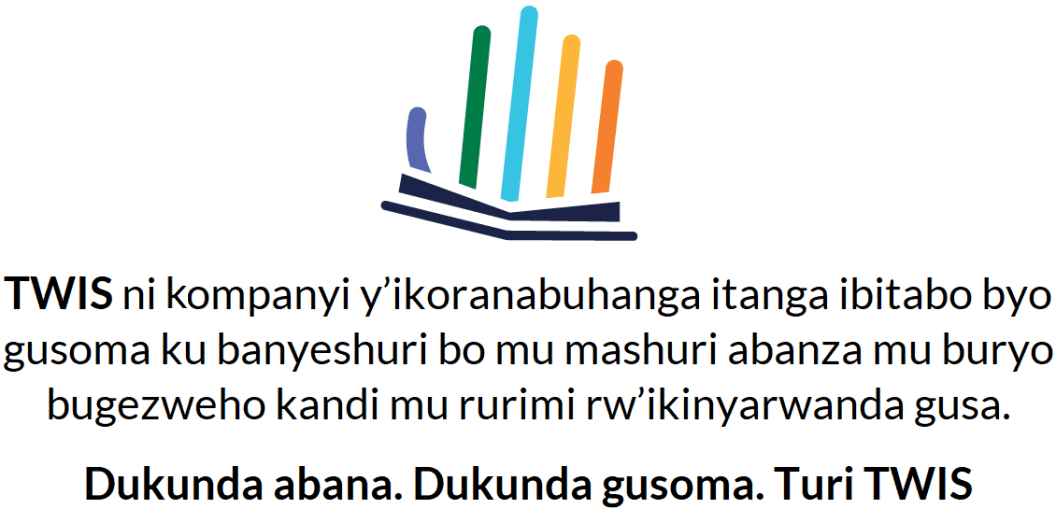 TWIS ni kompanyi y’ikoranabuhanga itanga ibitabo byo
gusoma ku banyeshuri bo mu mashuri abanza mu buryo
bugezweho kandi mu rurimi rw’ikinyarwanda gusa.
Dukunda abana. Dukunda gusoma. Turi TWIS